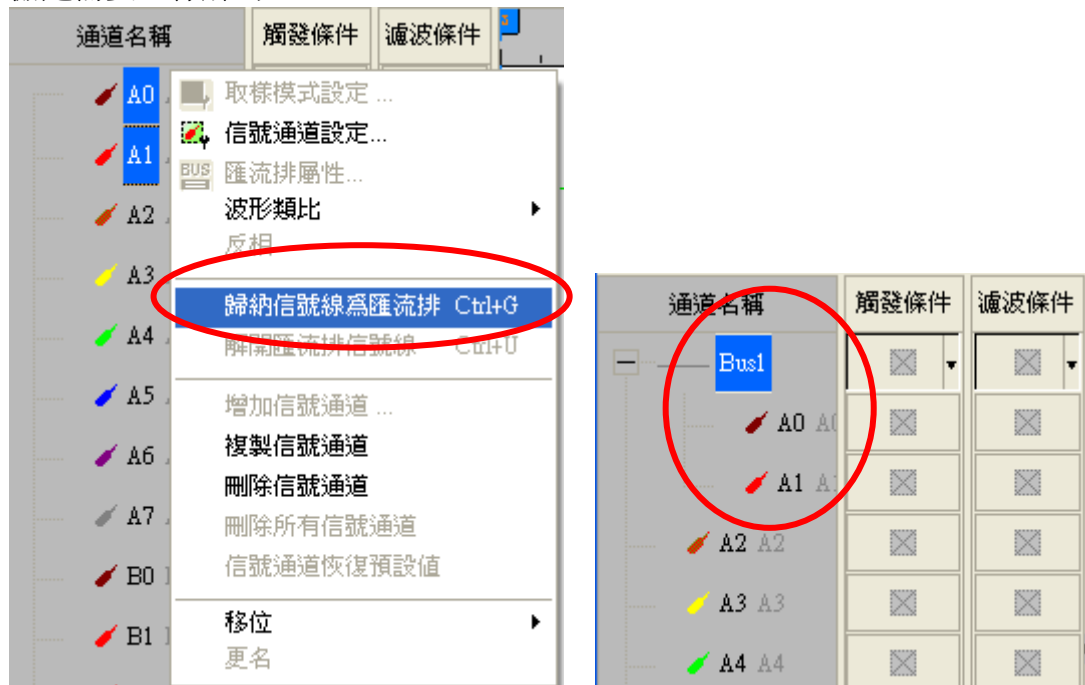 通道名稱 觸發條件 濾波條件
A0
A1
A2
A3
A4
A5
A6
A7
B0
B1
取樣模式設定 ...
信號通道設定...
BUS 匯流排屬性...
波形類比
反相
歸納信號線爲匯流排 Ctrl+G
解開匯流排信號線 Ctrl+U
增加信號通道 ...
複製信號通道
刪除信號通道
刪除所有信號通道
信號通道恢復預設值
移位
更名
通道名稱 觸發條件 濾波條件
Bus1
A0 A0
A1 A1
A2 A2
A3 A3
A4 A4